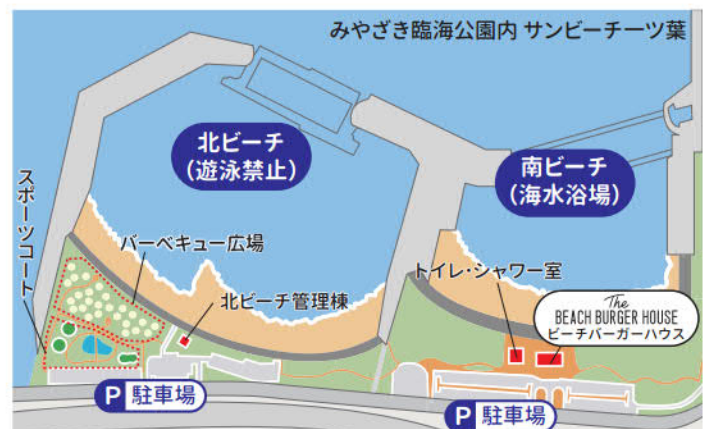 みやざき臨海公園内 サンビーチ一ツ葉
北ビーチ
(遊泳禁止)
南ビーチ
(海水浴場)
スポーツコート
バーベキュー広場
トイレ・シャワー室
北ビーチ管理棟
The
BEACH BURGER HOUSE
ビーチバーガーハウス
P 駐車場
P 駐車場